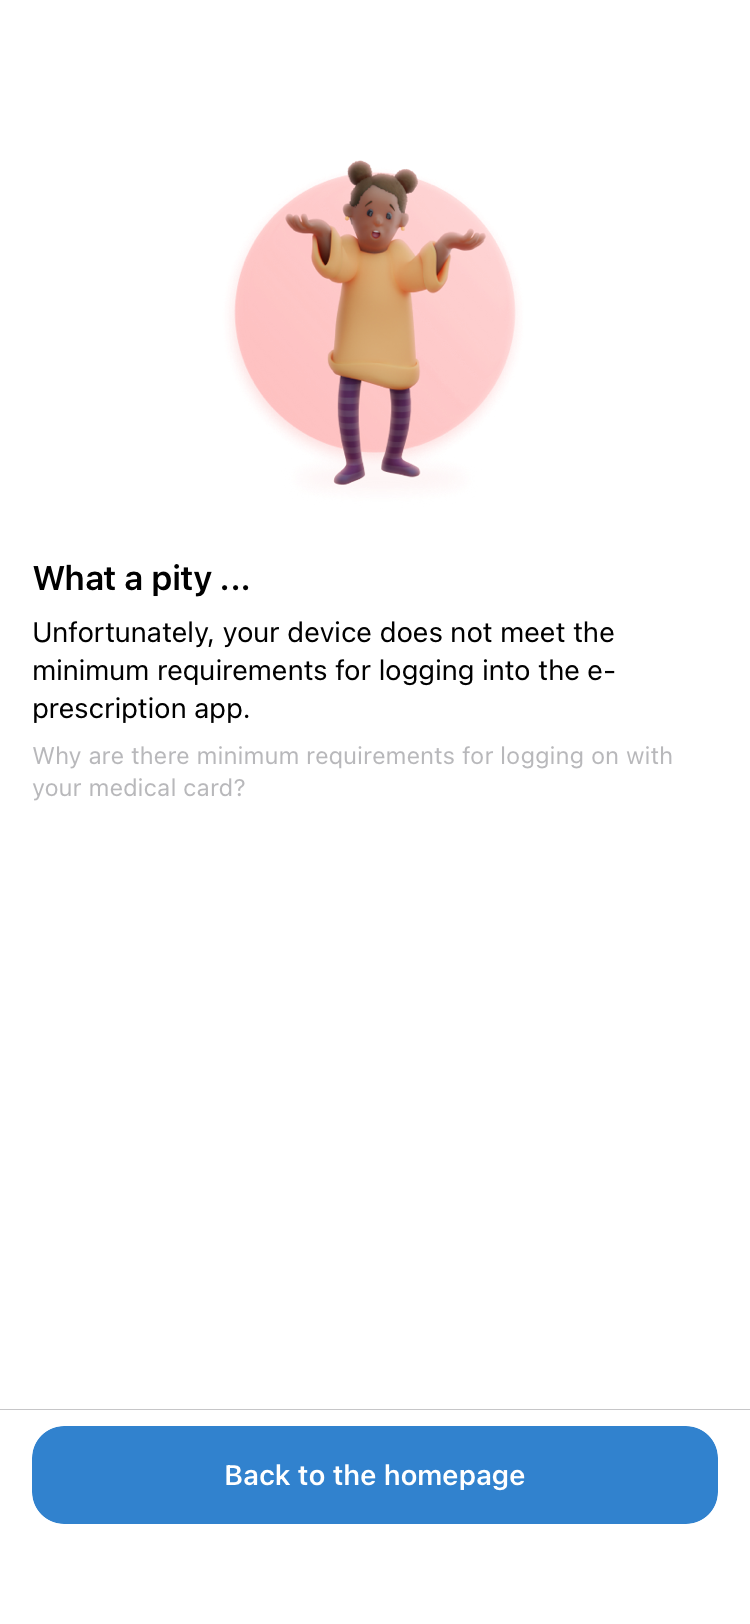 What a pity ...
Unfortunately, your device does not meet the
minimum requirements for logging into the e-
prescription app.
Why are there minimum requirements for logging on with
your medical card?
Back to the homepage